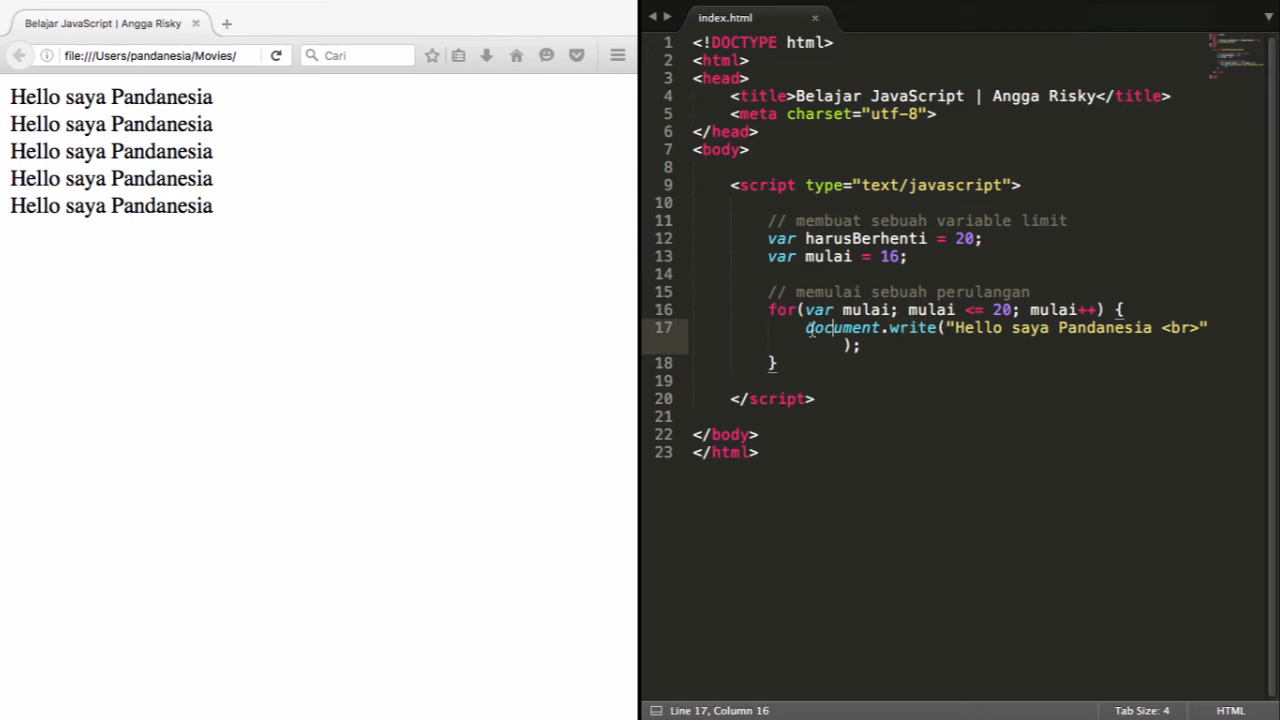 Belajar JavaScript | Angga Risky × +
file:///Users/pandanesia/Movies/ Cari
Hello saya Pandanesia
Hello saya Pandanesia
Hello saya Pandanesia
Hello saya Pandanesia
Hello saya Pandanesia
index.html ×
1 <!DOCTYPE html>
2 <html>
3 <head>
4 <title>Belajar JavaScript | Angga Risky</title>
5 <meta charset="utf-8">
6 </head>
7 <body>
8
9 <script type="text/javascript">
10
11 // membuat sebuah variable limit
12 var harusBerhenti = 20;
13 var mulai = 16;
14
15 // memulai sebuah perulangan
16 for(var mulai; mulai <= 20; mulai++) {
17 document.write("Hello saya Pandanesia <br>"
);
18 }
19
20 </script>
21
22 </body>
23 </html>
Line 17, Column 16 Tab Size: 4 HTML